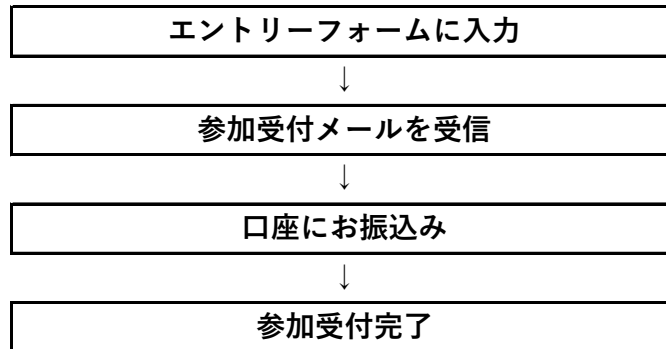 エントリーフォームに入力
↓
参加受付メールを受信
↓
口座にお振込み
↓
参加受付完了